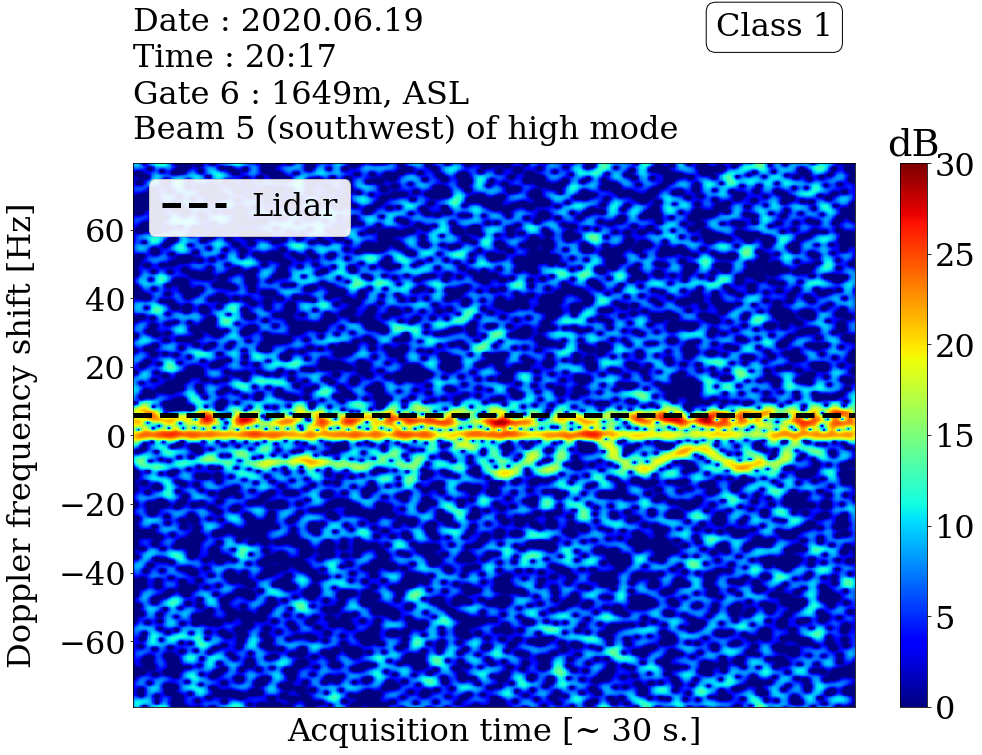 Date : 2020.06.19
Time : 20:17
Gate 6 : 1649m, ASL
Beam 5 (southwest) of high mode
Class 1
dB
Lidar
Doppler frequency shift [Hz]
60
40
20
0
−20
−40
−60
30
25
20
15
10
5
0
Acquisition time [~ 30 s.]